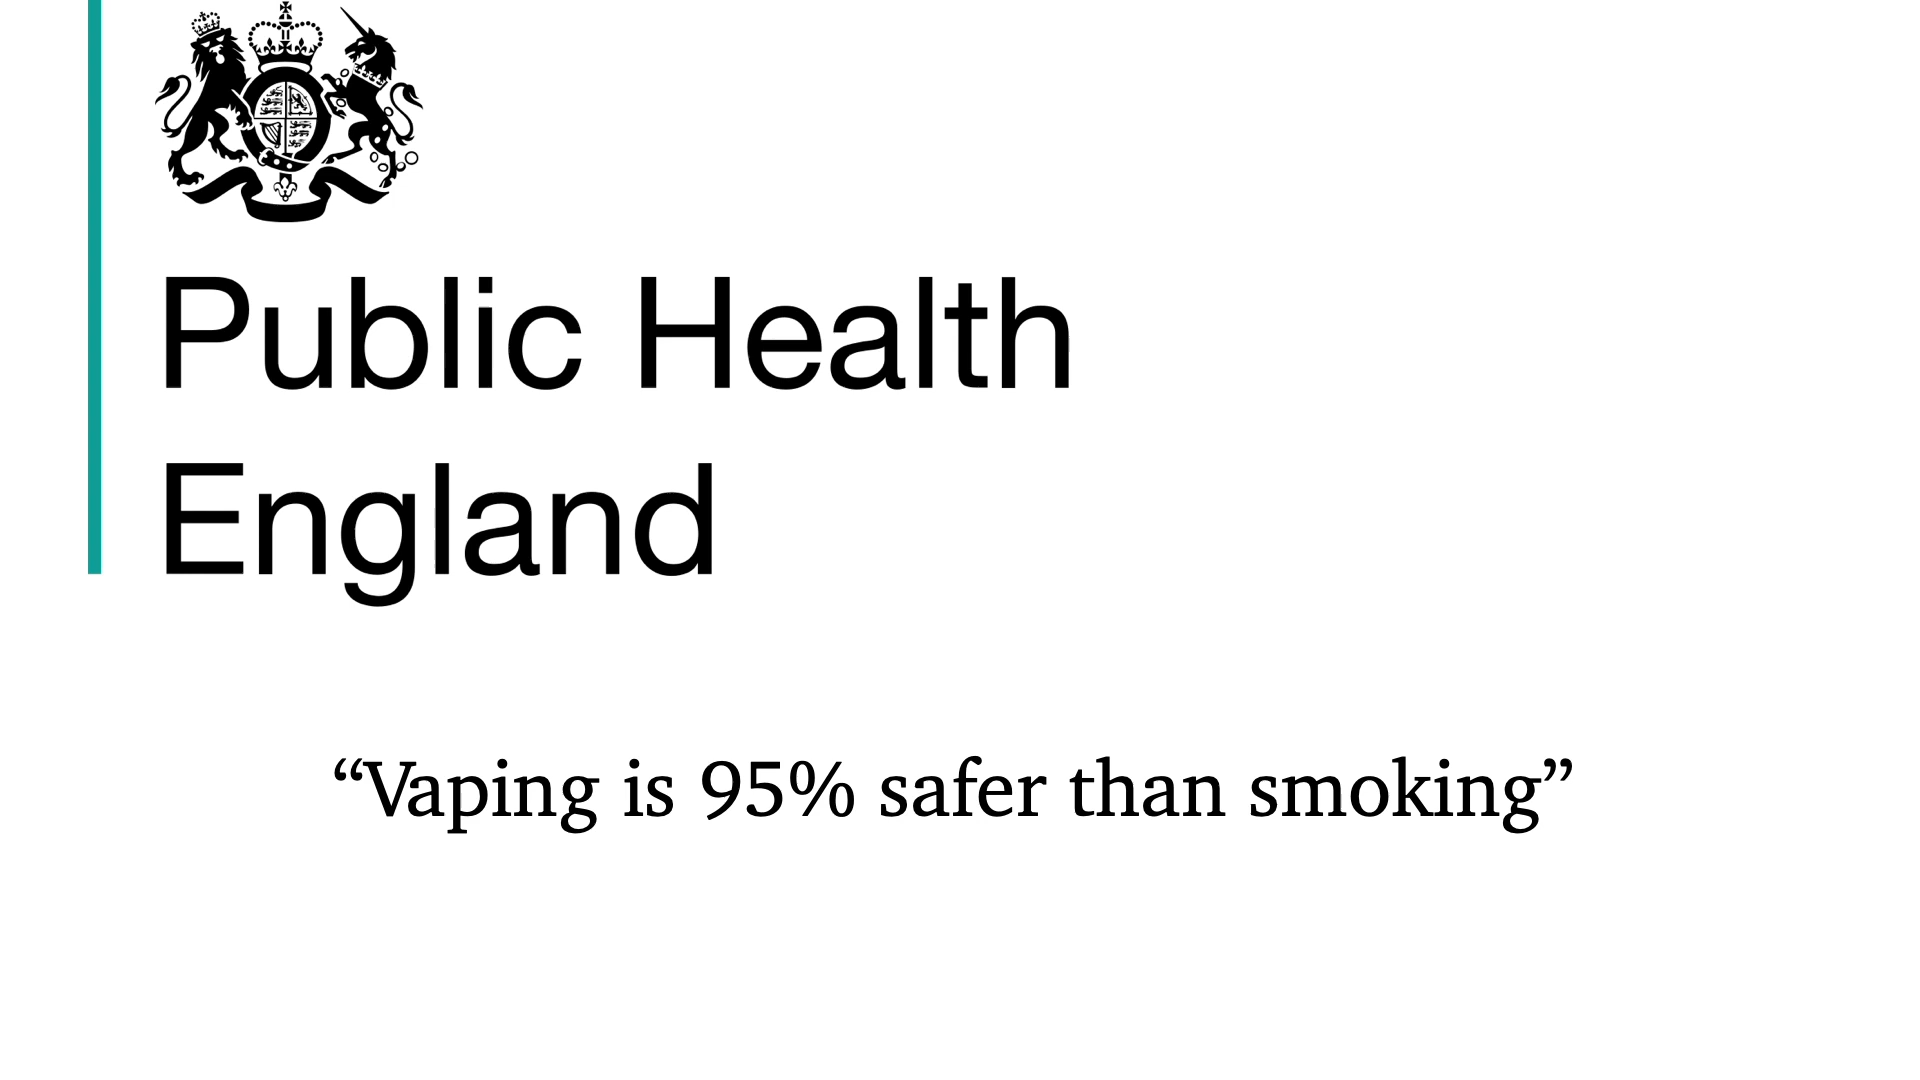 Public Health
England
“Vaping is 95% safer than smoking”